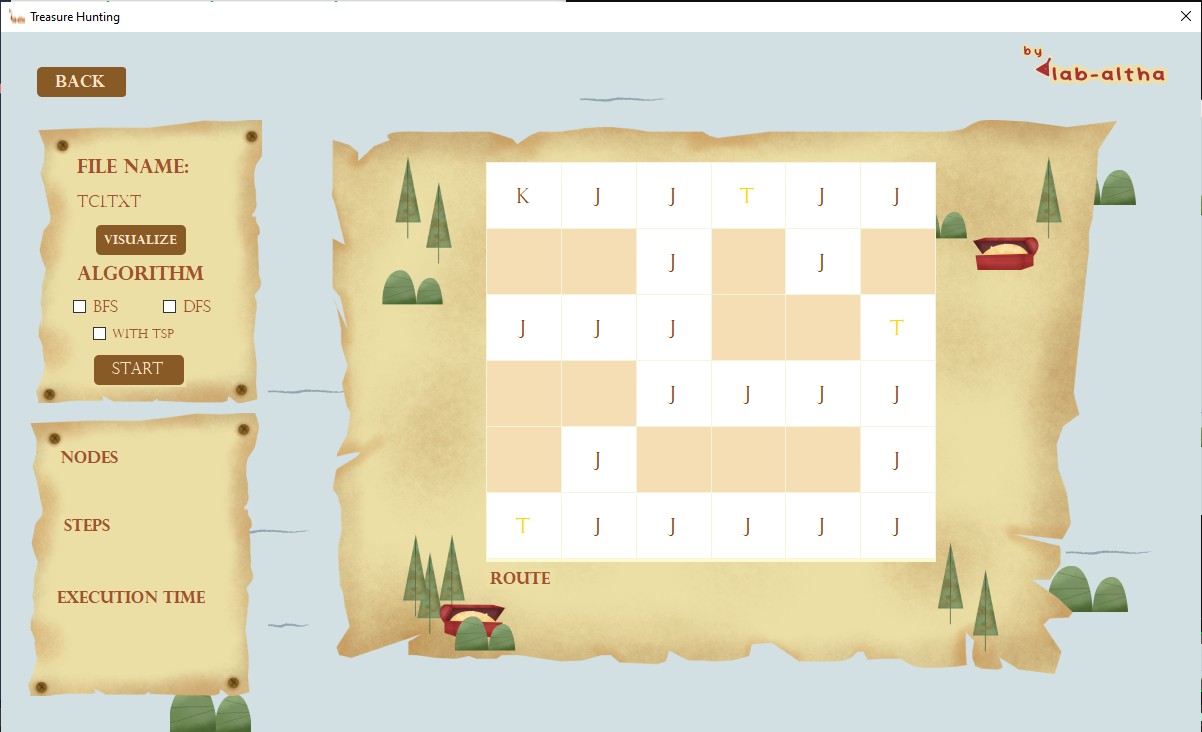 Treasure Hunting
by
lab-altha
BACK
FILE NAME:
TC1.TXT
VISUALIZE
ALGORITHM
BFS DFS
WITH TSP
START
NODES
STEPS
EXECUTION TIME
K J J T J J
J J
J J J T
J J J J
J J
T J J J J J
ROUTE